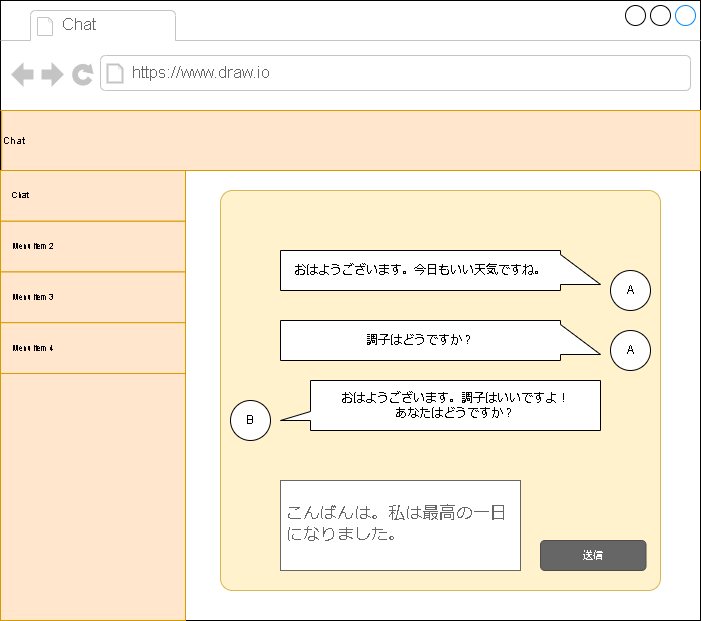 Chat
https://www.draw.io
Chat
Chat
Menu Item 2
Menu Item 3
Menu Item 4
おはようございます。今日もいい天気ですね。
A
調子はどうですか？
A
おはようございます。調子はいいですよ！
あなたはどうですか？
B
こんばんは。私は最高の一日
になりました。
送信